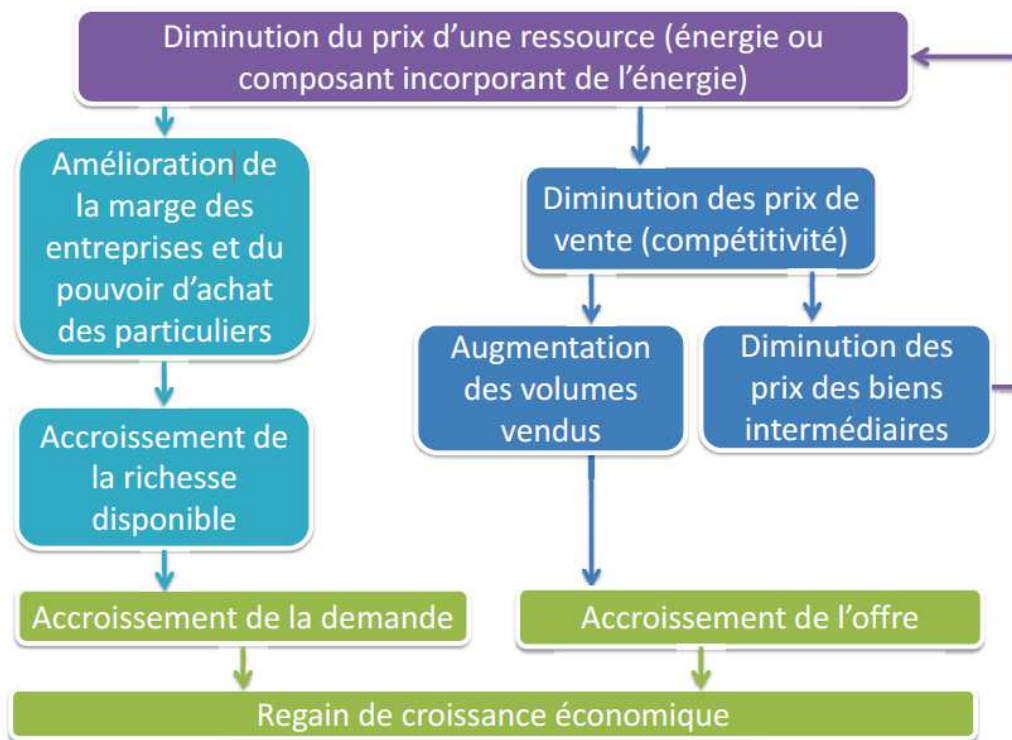 Diminution du prix d’une ressource (énergie ou
composant incorporant de l’énergie)
Amélioration de
la marge des
entreprises et du
pouvoir d’achat
des particuliers
Diminution des prix de
vente (compétitivité)
Augmentation
des volumes
vendus
Diminution des
prix des biens
intermédiaires
Accroissement de
la richesse
disponible
Accroissement de la demande
Accroissement de l’offre
Regain de croissance économique